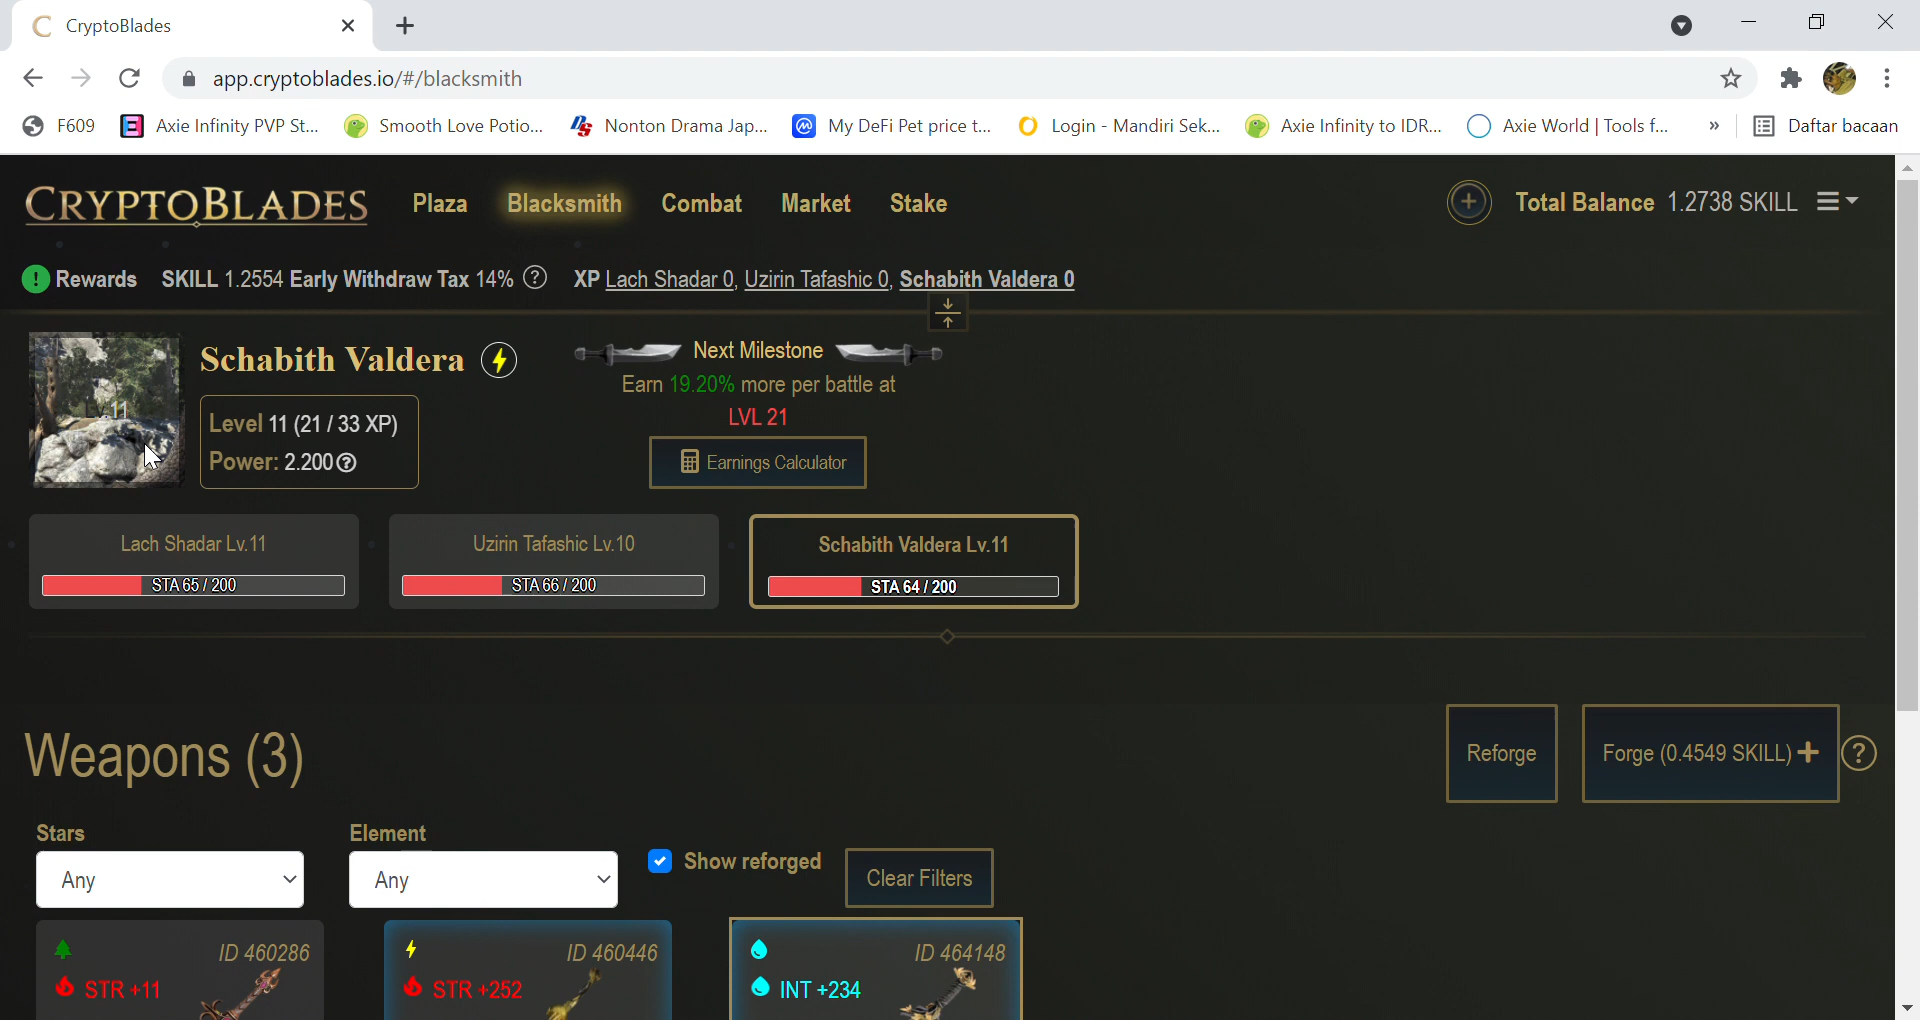 CryptoBlades
app.cryptoblades.io/#/blacksmith
F609 Axie Infinity PVP St... Smooth Love Potio... Nonton Drama Jap... My DeFi Pet price t... Login - Mandiri Sek... Axie Infinity to IDR... Axie World | Tools f... » Daftar bacaan
CRYPTOBLADES Plaza Blacksmith Combat Market Stake Total Balance 1.2738 SKILL
! Rewards SKILL 1.2554 Early Withdraw Tax 14% ? XP Lach Shadar 0, Uzirin Tafashic 0, Schabith Valdera 0
Schabith Valdera
Next Milestone
Earn 19.20% more per battle at
LVL 21
Lv.11
Level 11 (21 / 33 XP)
Power: 2.200 ?
Earnings Calculator
Lach Shadar Lv.11 Uzirin Tafashic Lv.10 Schabith Valdera Lv.11
STA 65 / 200 STA 66 / 200 STA 64 / 200
Weapons (3)
Reforge Forge (0.4549 SKILL) + ?
Stars Element
Any Any Show reforged Clear Filters
ID 460286 ID 460446 ID 464148
STR +11 STR +252 INT +234